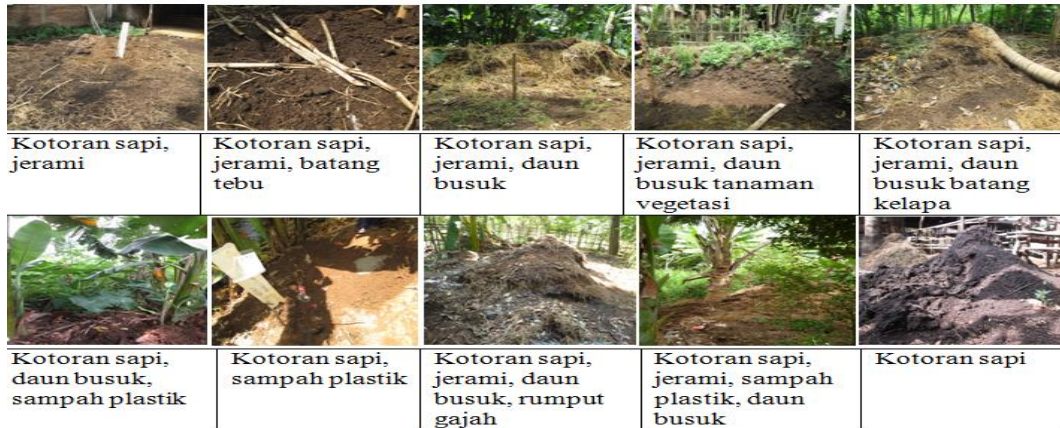 Kotoran sapi,
jerami
Kotoran sapi,
jerami, batang
tebu
Kotoran sapi,
jerami, daun
busuk
Kotoran sapi,
jerami, daun
busuk tanaman
vegetasi
Kotoran sapi,
jerami, daun
busuk batang
kelapa
Kotoran sapi,
daun busuk,
sampah plastik
Kotoran sapi,
sampah plastik
Kotoran sapi,
jerami, daun
busuk, rumput
gajah
Kotoran sapi,
jerami, sampah
plastik, daun
busuk
Kotoran sapi